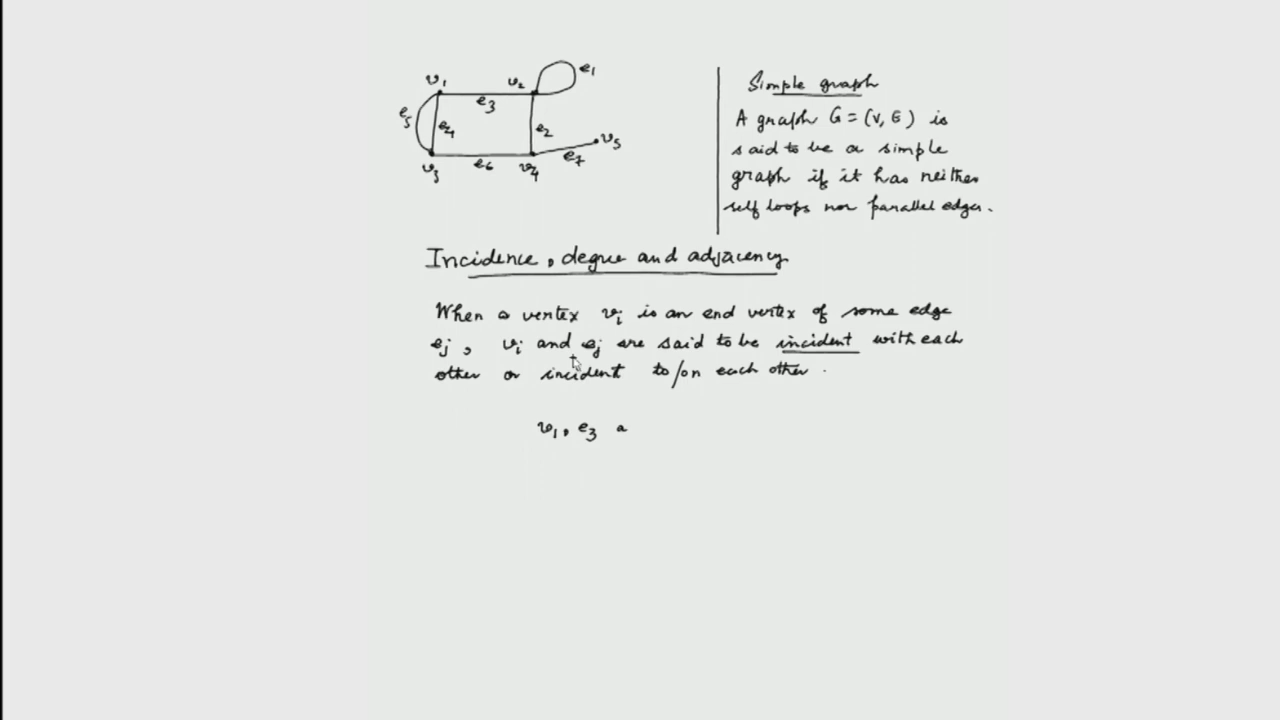 v1 v2 e1
e5 e3
e4 e2 v5
v3 e6 v4 e7
Simple graph
A graph G = (V, E) is
said to be a simple
graph if it has neither
self loops nor parallel edges.
Incidence, degree and adjacency
When a vertex vi is an end vertex of some edge
ej, vi and ej are said to be incident with each
other or incident to/on each other.
v1, e3 a